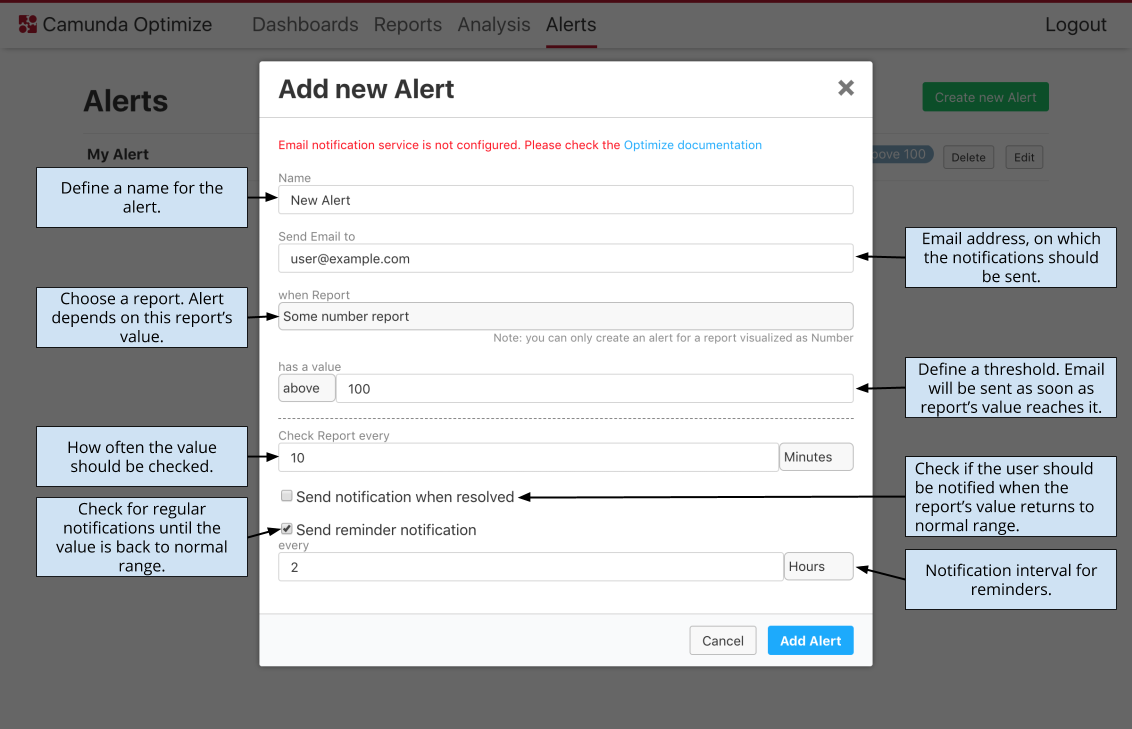 Camunda Optimize Dashboards Reports Analysis Alerts Logout
Add new Alert
Alerts
Create new Alert
Email notification service is not configured. Please check the Optimize documentation
My Alert
100
Delete
Edit
Define a name for the
alert.
Name
New Alert
Send Email to
user@example.com
Email address, on which
the notifications should
be sent.
Choose a report. Alert
depends on this report's
value.
when Report
Some number report
Note: you can only create an alert for a report visualized as Number
has a value
above
100
Define a threshold. Email
will be sent as soon as
report's value reaches it.
How often the value
should be checked.
Check Report every
10
Minutes
Send notification when resolved
Check if the user should
be notified when the
report's value returns to
normal range.
Check for regular
notifications until the
value is back to normal
range.
Send reminder notification
every
2
Hours
Notification interval for
reminders.
Cancel
Add Alert